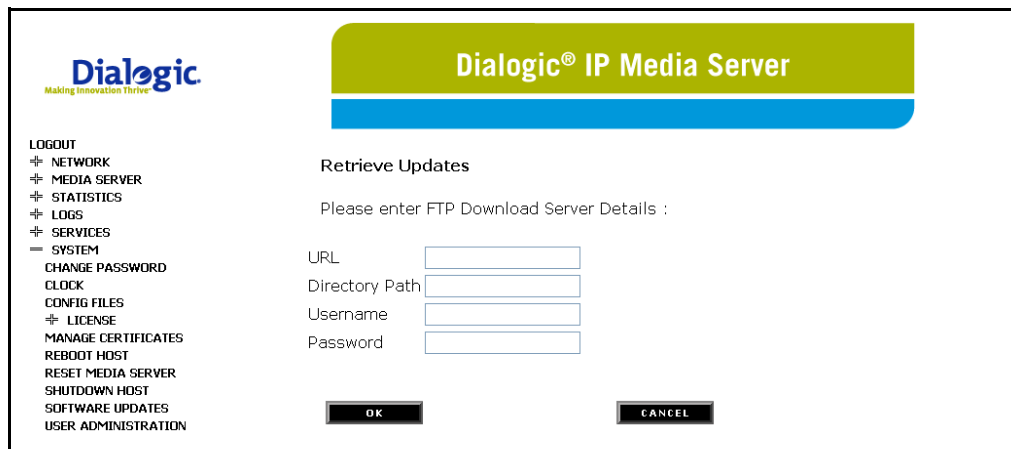 Dialogic.
Making Innovation Thrive™
Dialogic® IP Media Server
LOGOUT
NETWORK
MEDIA SERVER
STATISTICS
LOGS
SERVICES
SYSTEM
CHANGE PASSWORD
CLOCK
CONFIG FILES
LICENSE
MANAGE CERTIFICATES
REBOOT HOST
RESET MEDIA SERVER
SHUTDOWN HOST
SOFTWARE UPDATES
USER ADMINISTRATION
Retrieve Updates
Please enter FTP Download Server Details :
URL
Directory Path
Username
Password
OK
CANCEL